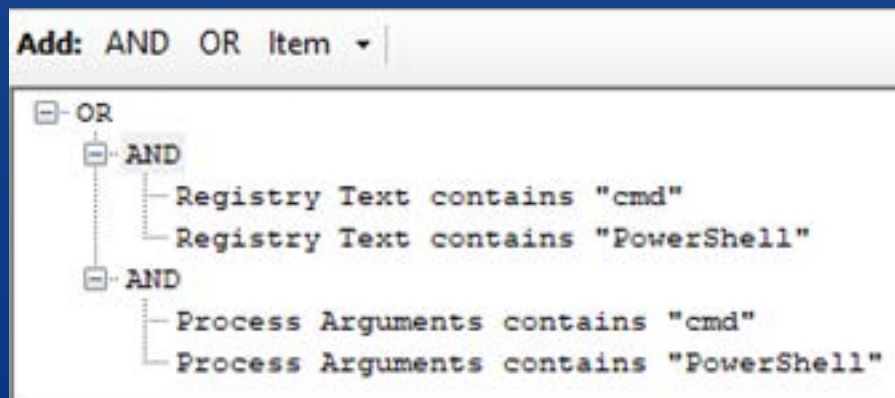 Add: AND OR Item
OR
AND
Registry Text contains "cmd"
Registry Text contains "PowerShell"
AND
Process Arguments contains "cmd"
Process Arguments contains "PowerShell"